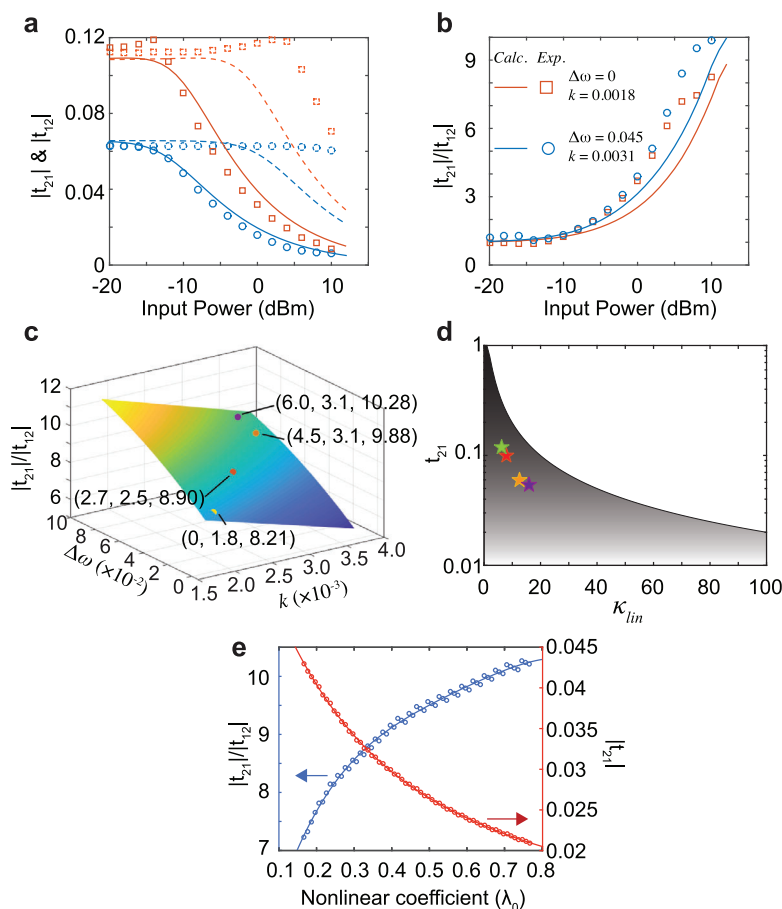 a
0.12
0.08
0.04
0
|t21| & |t12|
-20 -10 0 10
Input Power (dBm)
b
9
7
5
3
1
|t21|/|t12|
Calc. Exp.
Δω = 0
k = 0.0018
Δω = 0.045
k = 0.0031
-20 -10 0 10
Input Power (dBm)
c
12
11
10
9
8
7
6
5
|t21|/|t12|
(6.0, 3.1, 10.28)
(4.5, 3.1, 9.88)
(2.7, 2.5, 8.90)
(0, 1.8, 8.21)
10
8
6
4
2
0
Δω (×10-2)
1.5 2.0 2.5 3.0 3.5 4.0
k (×10-3)
d
1
0.1
0.01
t21
0 20 40 60 80 100
κlin
e
10
9
8
7
|t21|/|t12|
0.045
0.04
0.035
0.03
0.025
0.02
|t21|
0.1 0.2 0.3 0.4 0.5 0.6 0.7 0.8
Nonlinear coefficient (λ0)